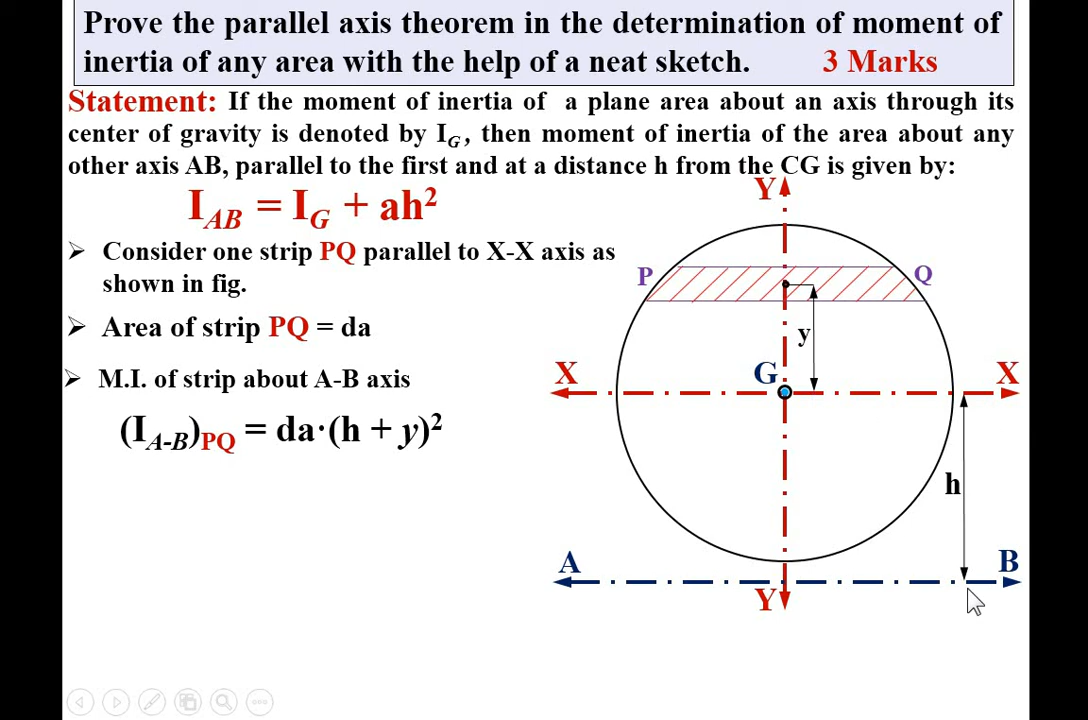 Prove the parallel axis theorem in the determination of moment of
inertia of any area with the help of a neat sketch. 3 Marks
Statement: If the moment of inertia of a plane area about an axis through its
center of gravity is denoted by I_G, then moment of inertia of the area about any
other axis AB, parallel to the first and at a distance h from the CG is given by:
I_AB = I_G + ah²
➢ Consider one strip PQ parallel to X-X axis as
shown in fig.
➢ Area of strip PQ = da
➢ M.I. of strip about A-B axis
(I_A-B)_PQ = da·(h + y)²
Y
P
Q
y
X
G
X
h
A
B
Y